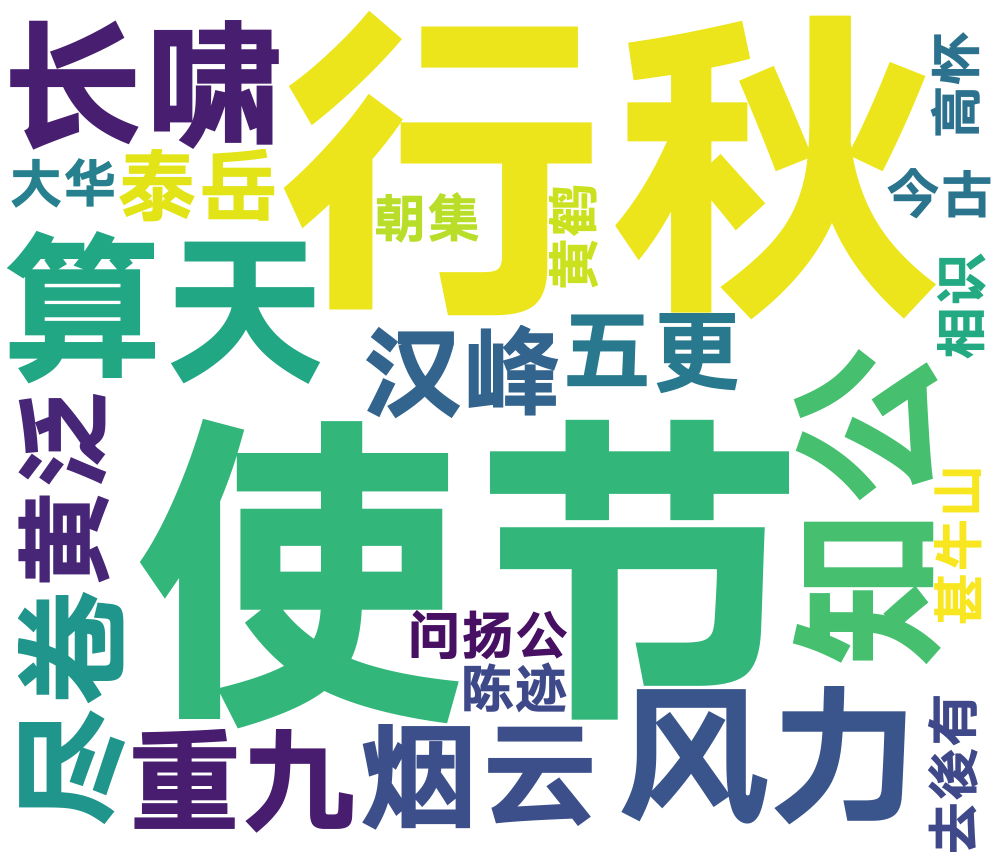 长啸
行秋
高怀
大华
泰岳
朝集
黄鹤
今古
算天
相识
汉峰
五更
黄泛
使节
知么
甚牛山
尽卷
问扬公
陈迹
重九
烟云
风力
去後有